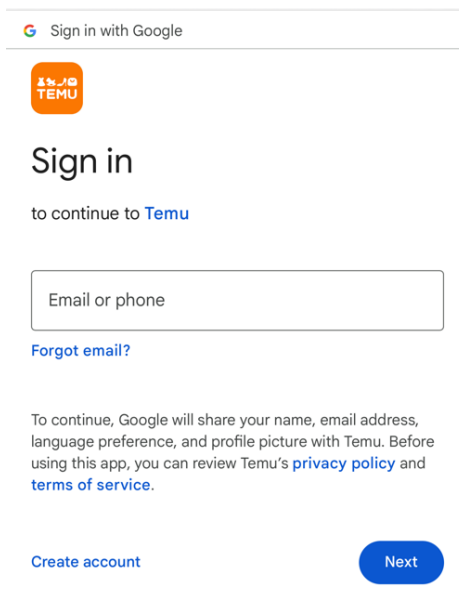 Sign in with Google
TEMU
Sign in
to continue to Temu
Email or phone
Forgot email?
To continue, Google will share your name, email address,
language preference, and profile picture with Temu. Before
using this app, you can review Temu's privacy policy and
terms of service.
Create account
Next